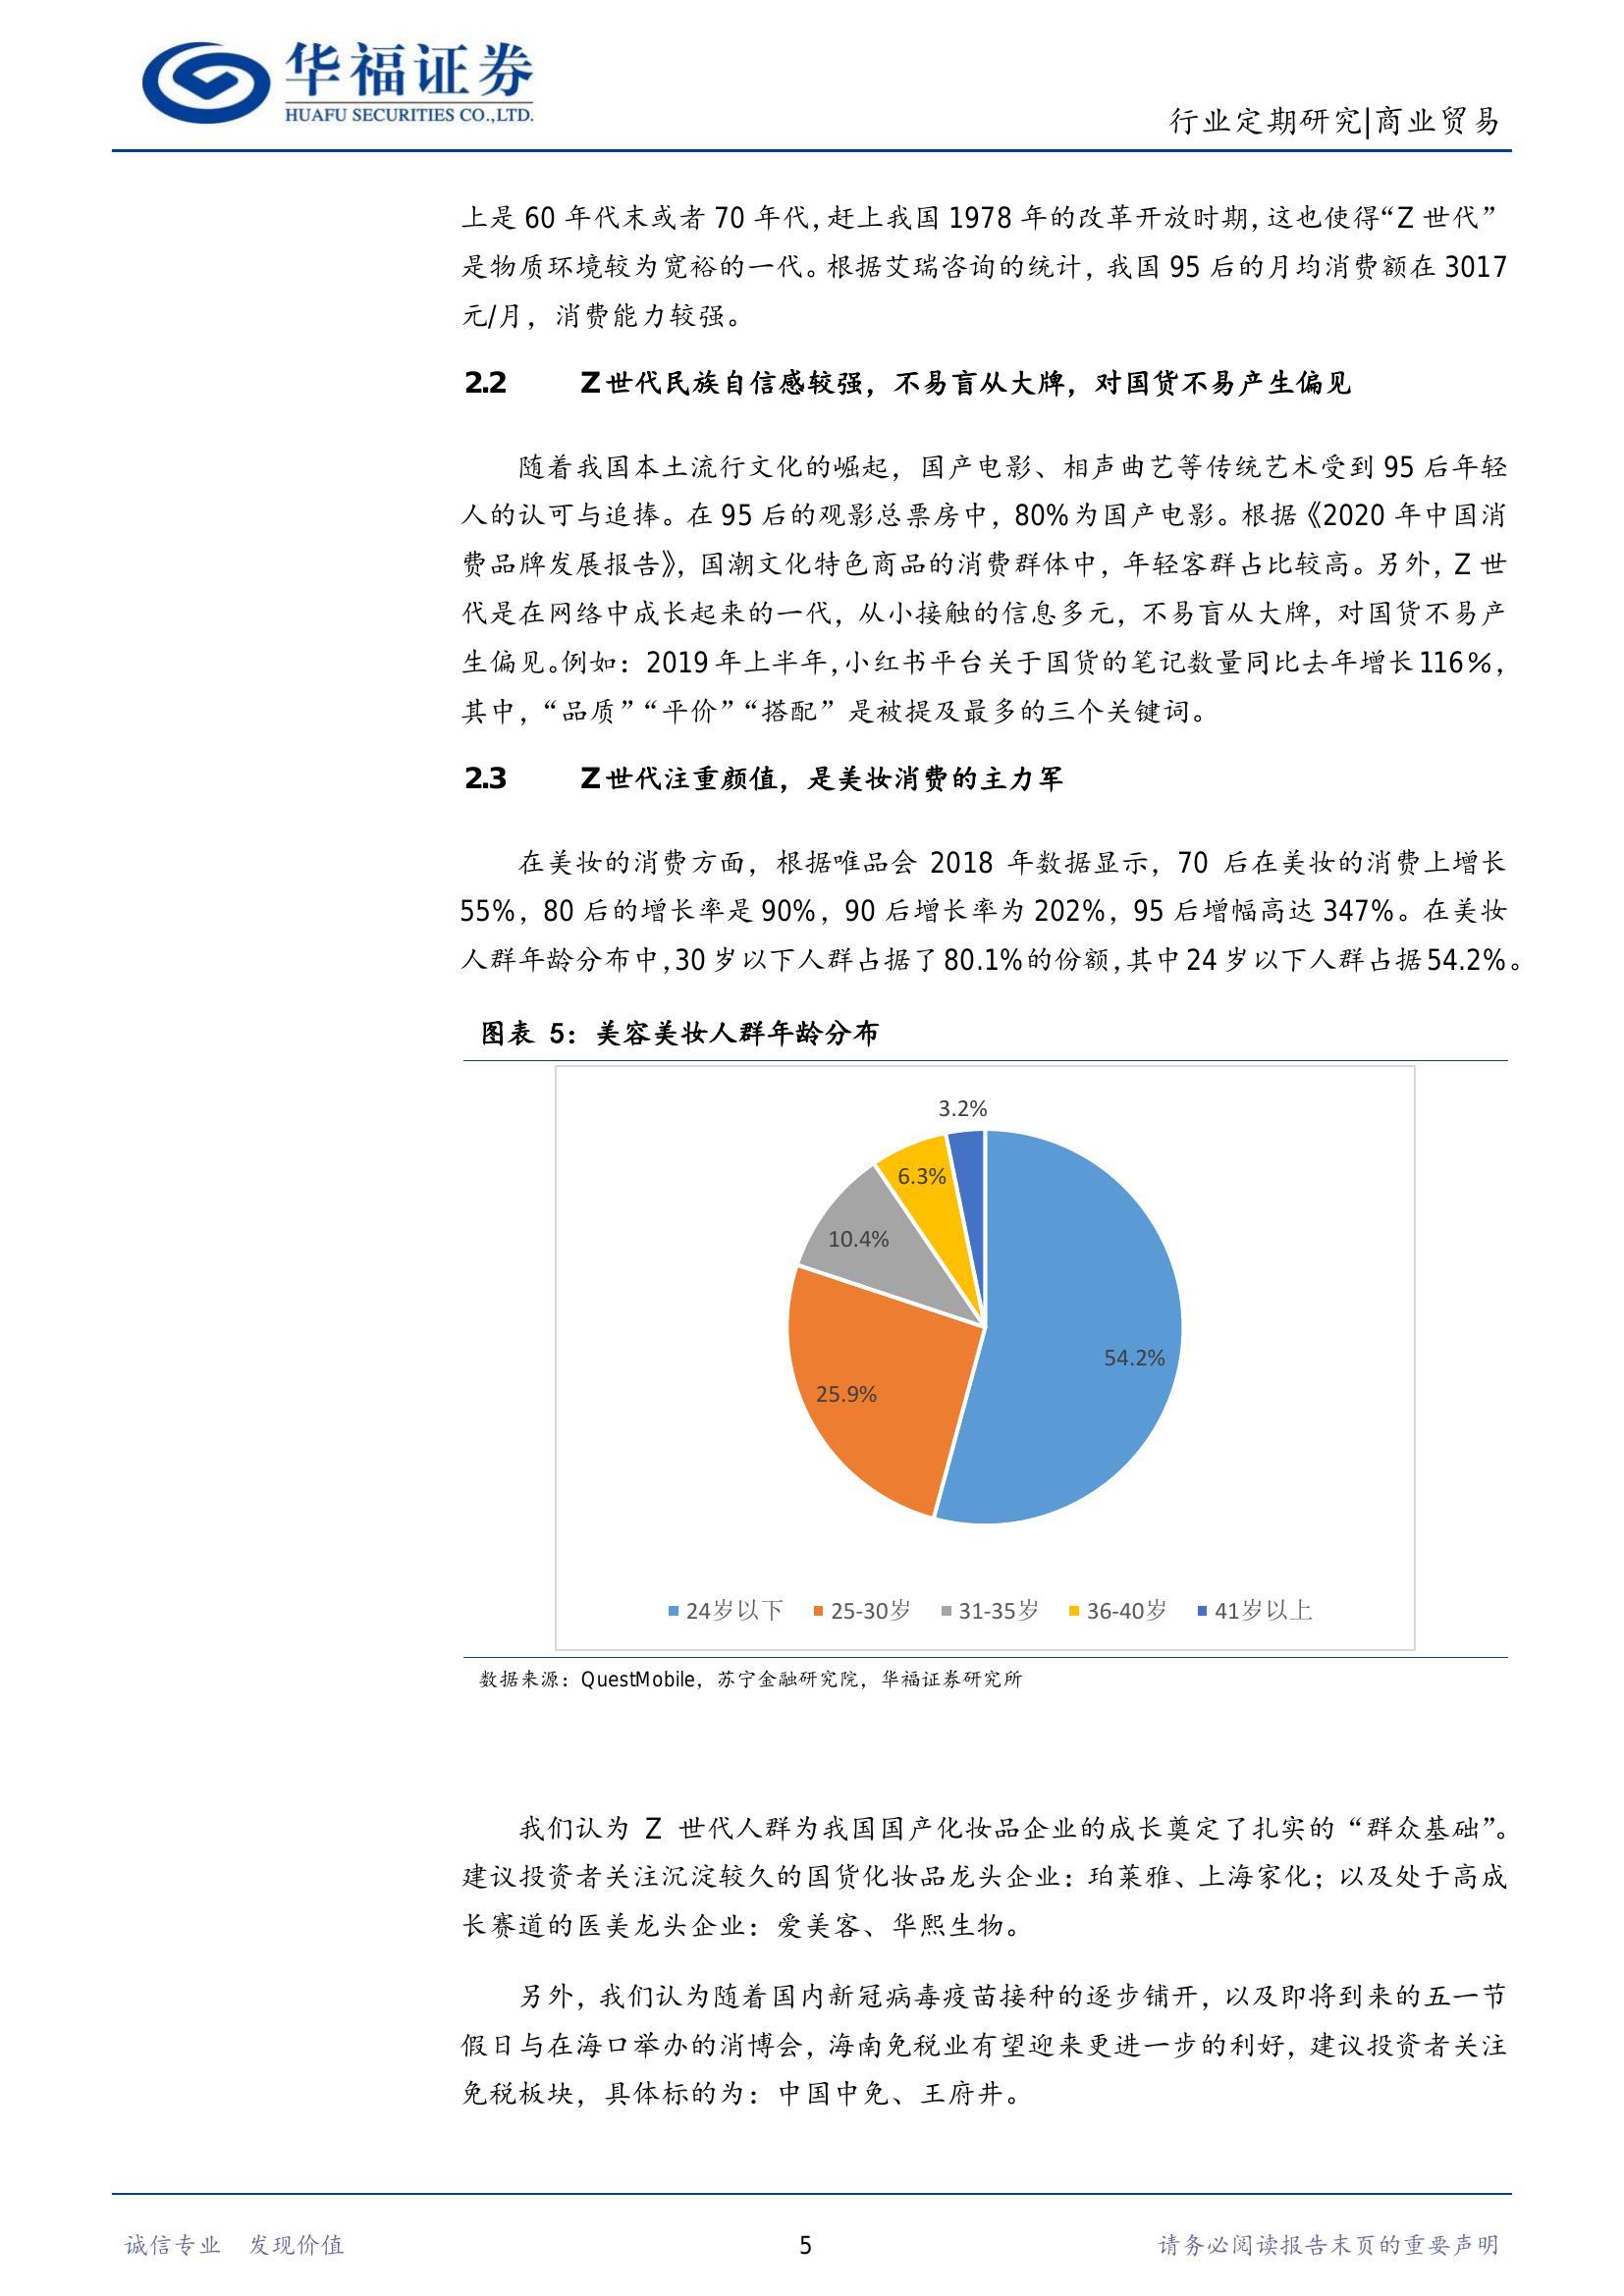 华福证券
HUAFU SECURITIES CO.,LTD.
行业定期研究|商业贸易
上是 60 年代末或者 70 年代，赶上我国 1978 年的改革开放时期，这也使得“Z 世代”
是物质环境较为宽裕的一代。根据艾瑞咨询的统计，我国 95 后的月均消费额在 3017
元/月，消费能力较强。
2.2 Z 世代民族自信感较强，不易盲从大牌，对国货不易产生偏见
随着我国本土流行文化的崛起，国产电影、相声曲艺等传统艺术受到 95 后年轻
人的认可与追捧。在 95 后的观影总票房中，80%为国产电影。根据《2020 年中国消
费品牌发展报告》，国潮文化特色商品的消费群体中，年轻客群占比较高。另外，Z 世
代是在网络中成长起来的一代，从小接触的信息多元，不易盲从大牌，对国货不易产
生偏见。例如：2019 年上半年，小红书平台关于国货的笔记数量同比去年增长 116%，
其中，“品质”“平价”“搭配”是被提及最多的三个关键词。
2.3 Z 世代注重颜值，是美妆消费的主力军
在美妆的消费方面，根据唯品会 2018 年数据显示，70 后在美妆的消费上增长
55%，80 后的增长率是 90%，90 后增长率为 202%，95 后增幅高达 347%。在美妆
人群年龄分布中，30 岁以下人群占据了 80.1%的份额，其中 24 岁以下人群占据 54.2%。
图表 5：美容美妆人群年龄分布
3.2%
6.3%
10.4%
54.2%
25.9%
24岁以下 25-30岁 31-35岁 36-40岁 41岁以上
数据来源：QuestMobile，苏宁金融研究院，华福证券研究所
我们认为 Z 世代人群为我国国产化妆品企业的成长奠定了扎实的“群众基础”。
建议投资者关注沉淀较久的国货化妆品龙头企业：珀莱雅、上海家化；以及处于高成
长赛道的医美龙头企业：爱美客、华熙生物。
另外，我们认为随着国内新冠病毒疫苗接种的逐步铺开，以及即将到来的五一节
假日与在海口举办的消博会，海南免税业有望迎来更进一步的利好，建议投资者关注
免税板块，具体标的为：中国中免、王府井。
诚信专业 发现价值 5 请务必阅读报告末页的重要声明